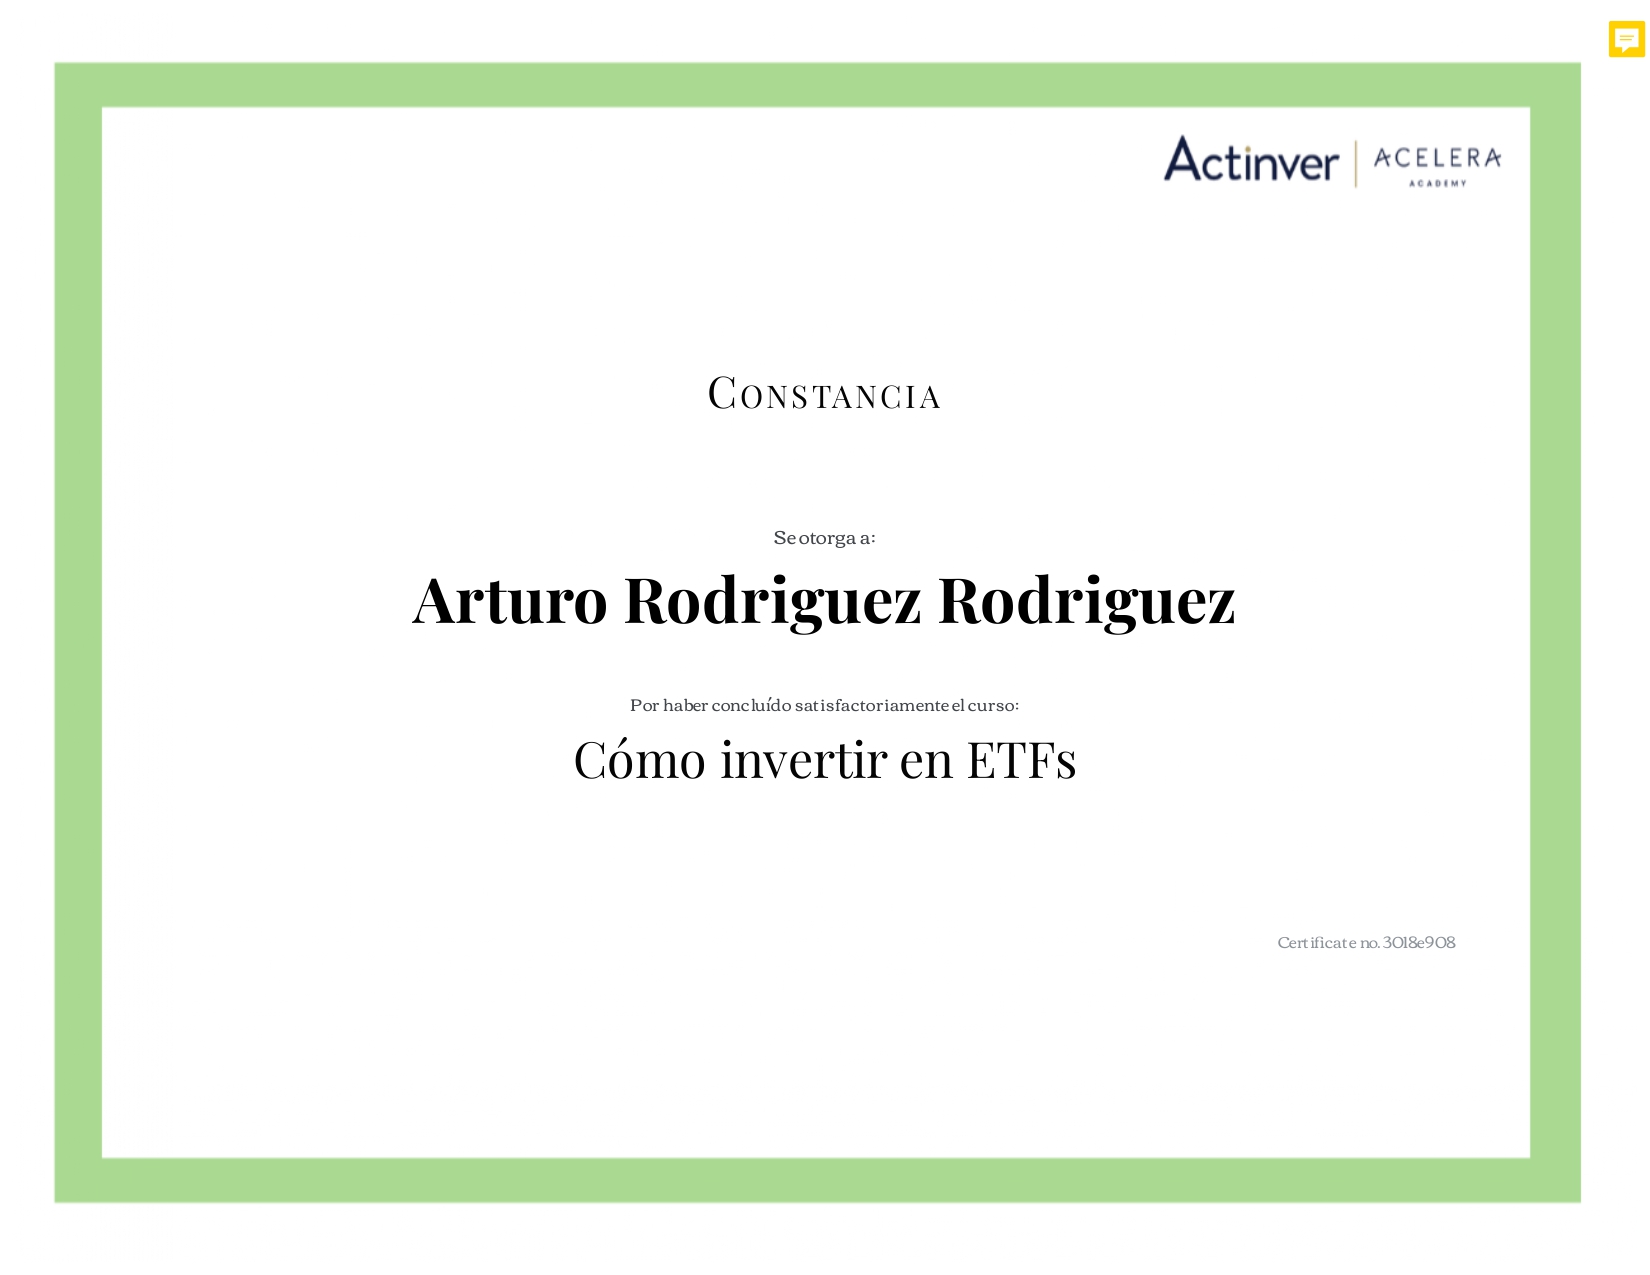 Actinver | ACELERA
ACADEMY
CONSTANCIA
Se otorga a:
Arturo Rodriguez Rodriguez
Por haber concluído satisfactoriamente el curso:
Cómo invertir en ETFs
Certificate no. 3018e908